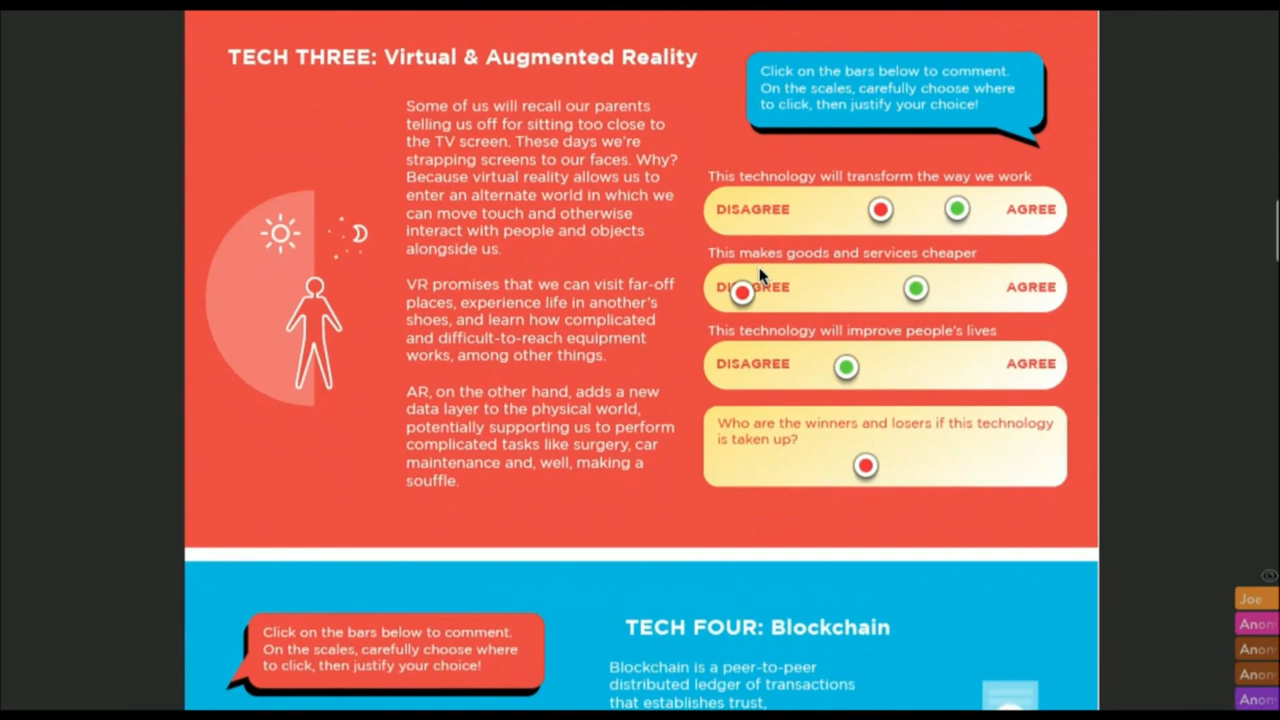 TECH THREE: Virtual & Augmented Reality
Click on the bars below to comment.
On the scales, carefully choose where
to click, then justify your choice!
Some of us will recall our parents
telling us off for sitting too close to
the TV screen. These days we're
strapping screens to our faces. Why?
Because virtual reality allows us to
enter an alternate world in which we
can move touch and otherwise
interact with people and objects
alongside us.
VR promises that we can visit far-off
places, experience life in another's
shoes, and learn how complicated
and difficult-to-reach equipment
works, among other things.
AR, on the other hand, adds a new
data layer to the physical world,
potentially supporting us to perform
complicated tasks like surgery, car
maintenance and, well, making a
souffle.
This technology will transform the way we work
DISAGREE AGREE
This makes goods and services cheaper
DISAGREE AGREE
This technology will improve people's lives
DISAGREE AGREE
Who are the winners and losers if this technology
is taken up?
Click on the bars below to comment.
On the scales, carefully choose where
to click, then justify your choice!
TECH FOUR: Blockchain
Blockchain is a peer-to-peer
distributed ledger of transactions
that establishes trust,
Joe
Anon
Anon
Anon
Anon